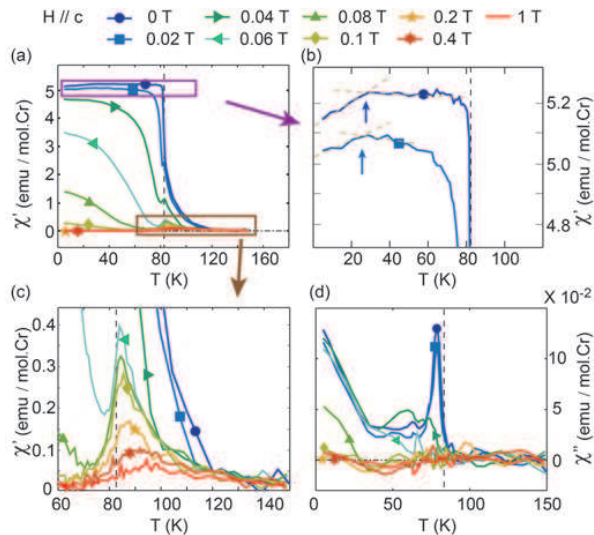 H // c
0 T
0.04 T
0.08 T
0.2 T
1 T
0.02 T
0.06 T
0.1 T
0.4 T
(a)
5
4
3
2
1
0
χ' (emu / mol.Cr)
0 40 80 120 180
T (K)
(b)
5.2
5.0
4.8
χ' (emu / mol.Cr)
0 20 40 60 80 100
T (K)
(c)
0.4
0.3
0.2
0.1
0
χ' (emu / mol.Cr)
60 80 100 120 140
T (K)
(d)
X 10⁻²
10
5
0
χ" (emu / mol.Cr)
0 50 100 150
T (K)